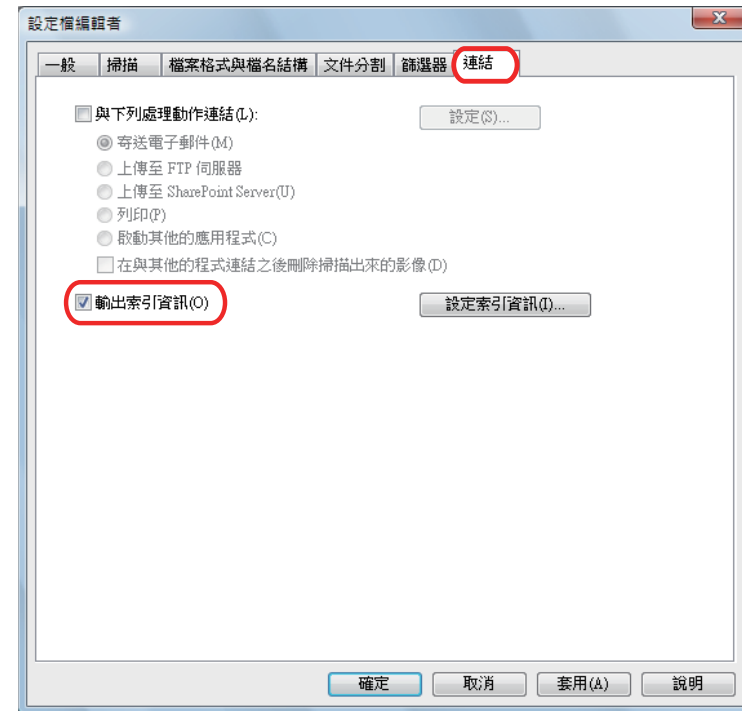 設定檔編輯者
一般 掃描 檔案格式與檔名結構 文件分割 篩選器 連結
與下列處理動作連結(L): 設定(S)...
寄送電子郵件(M)
上傳至 FTP 伺服器
上傳至 SharePoint Server(U)
列印(P)
啟動其他的應用程式(C)
在與其他的程式連結之後刪除掃描出來的影像(D)
輸出索引資訊(O) 設定索引資訊(I)...
確定 取消 套用(A) 說明